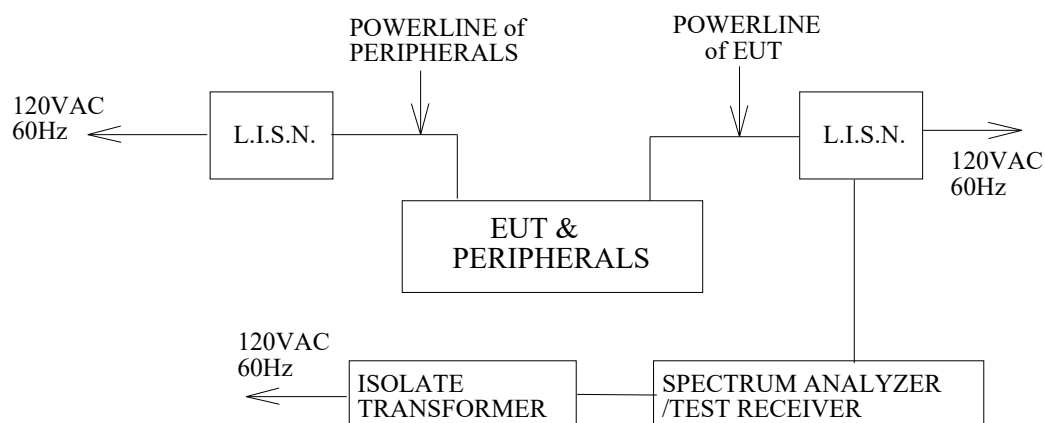 POWERLINE of
PERIPHERALS
POWERLINE
of EUT
120VAC
60Hz
L.I.S.N.
L.I.S.N.
120VAC
60Hz
EUT &
PERIPHERALS
120VAC
60Hz
ISOLATE
TRANSFORMER
SPECTRUM ANALYZER
/TEST RECEIVER